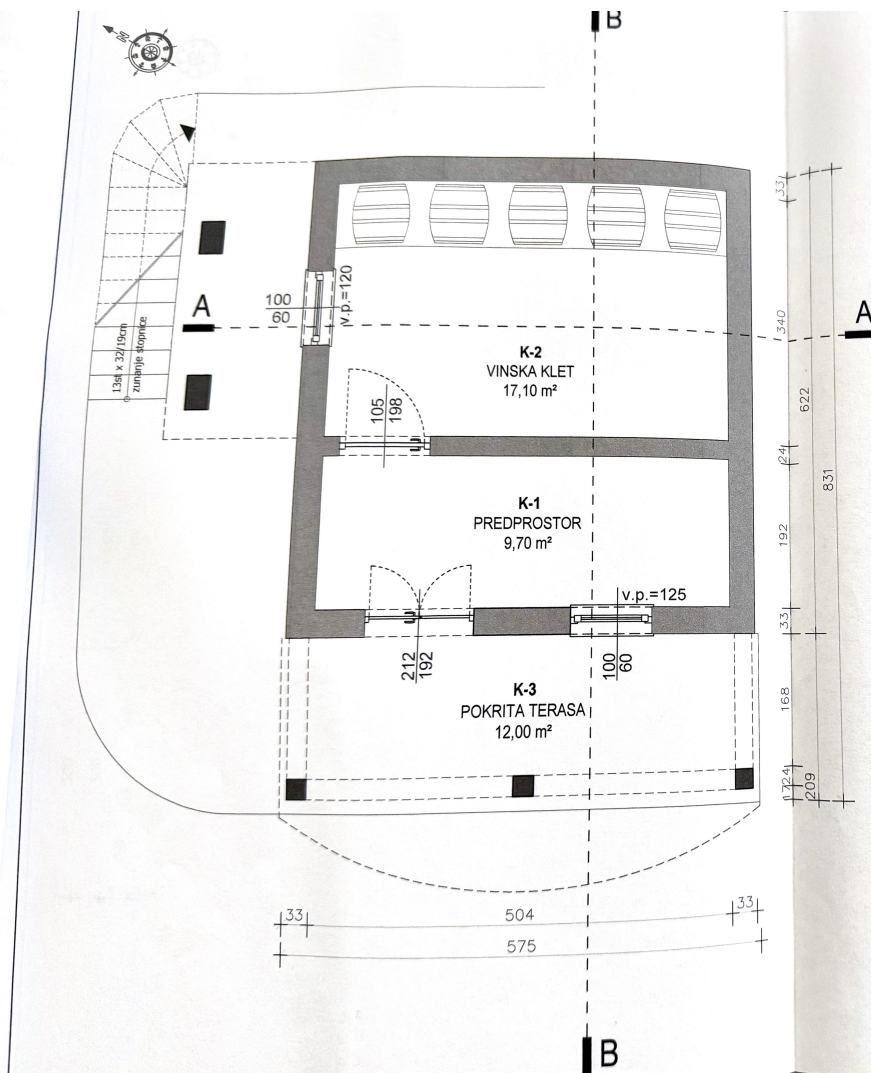 B
N
A
100
60
v.p.=120
13st x 32/19cm
zunanje stopnice
K-2
VINSKA KLET
17,10 m²
105
198
A
K-1
PREDPROSTOR
9,70 m²
v.p.=125
212
192
100
60
K-3
POKRITA TERASA
12,00 m²
33
340
24
192
33
168
24
17
622
209
831
33
504
33
575
B